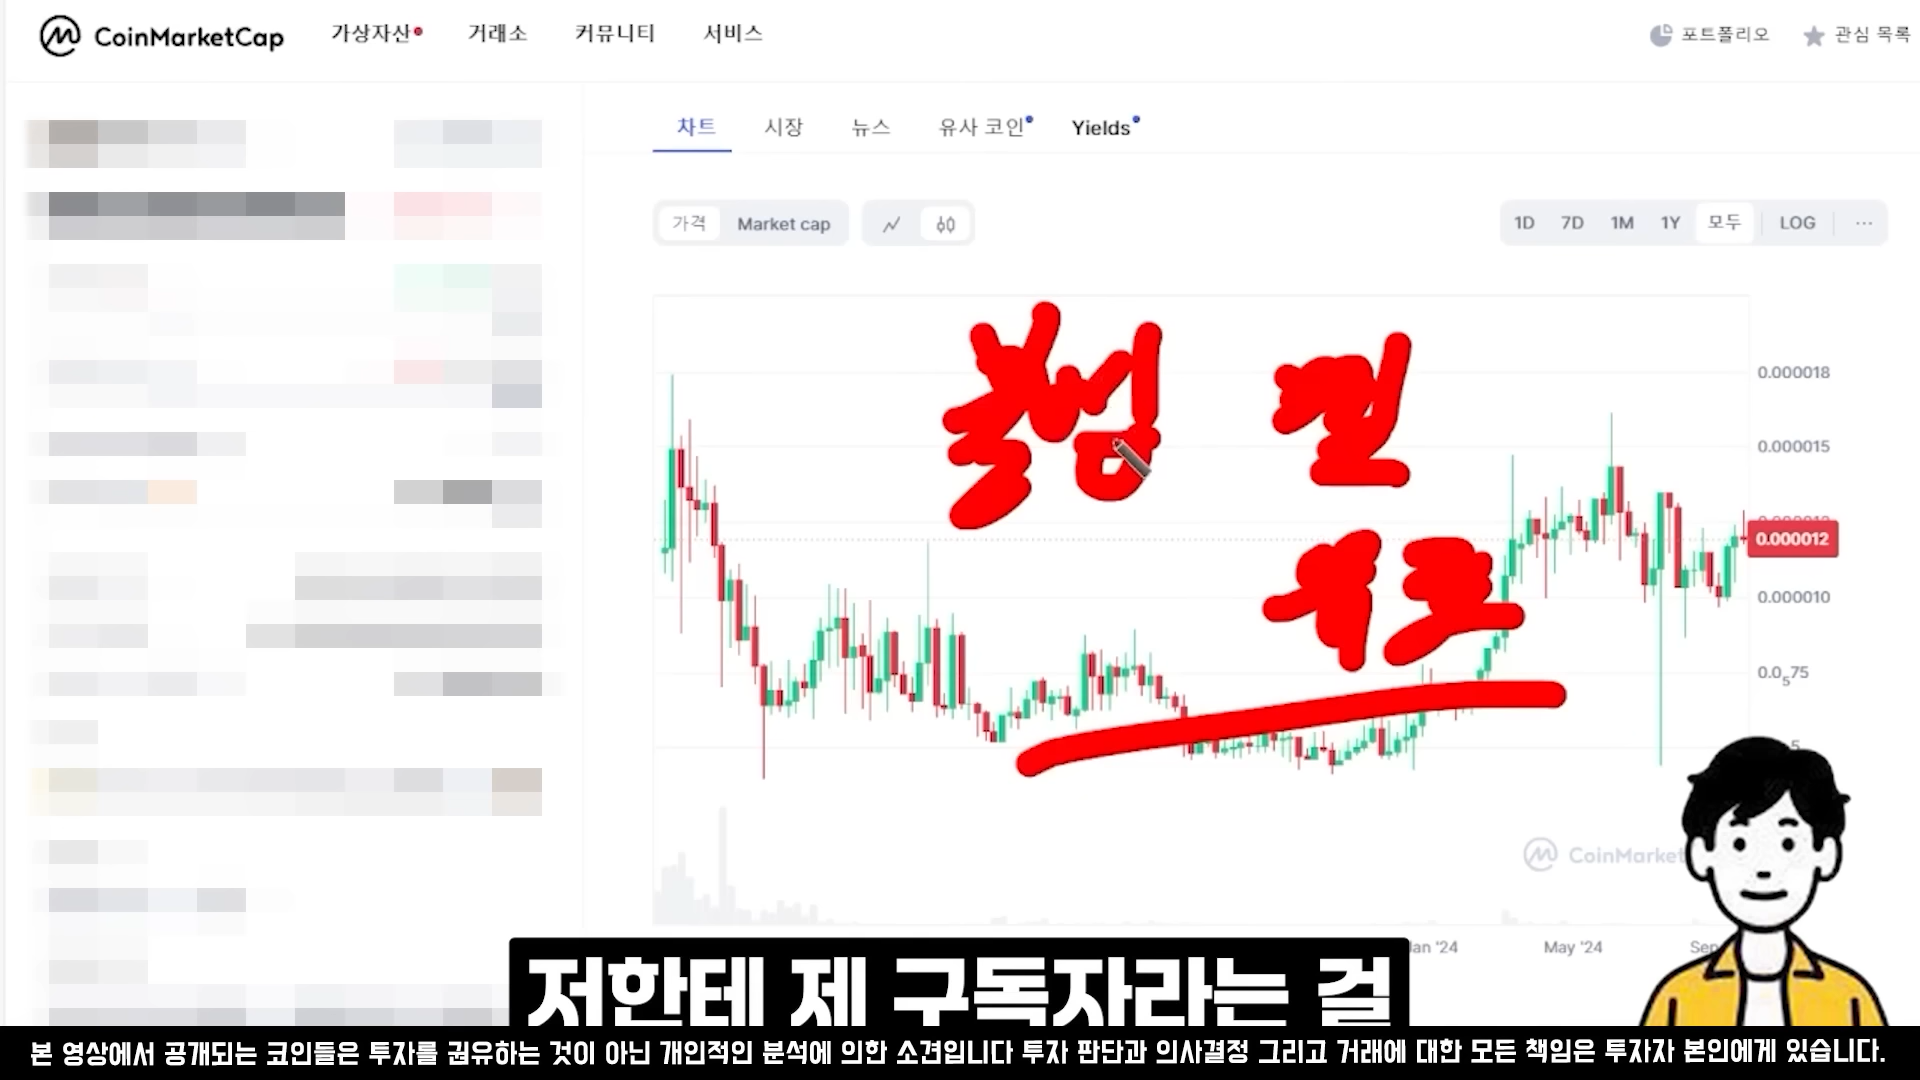 CoinMarketCap 가상자산 거래소 커뮤니티 서비스 포트폴리오 관심 목록
차트 시장 뉴스 유사 코인 Yields
가격 Market cap 1D 7D 1M 1Y 모두 LOG ...
불법
0.000018
0.000015
0.000012
0.000010
0.0₅75
CoinMarket
Jan '24 May '24 Sep
저한테 제 구독자라는 걸
본 영상에서 공개되는 코인들은 투자를 권유하는 것이 아닌 개인적인 분석에 의한 소견입니다 투자 판단과 의사결정 그리고 거래에 대한 모든 책임은 투자자 본인에게 있습니다.